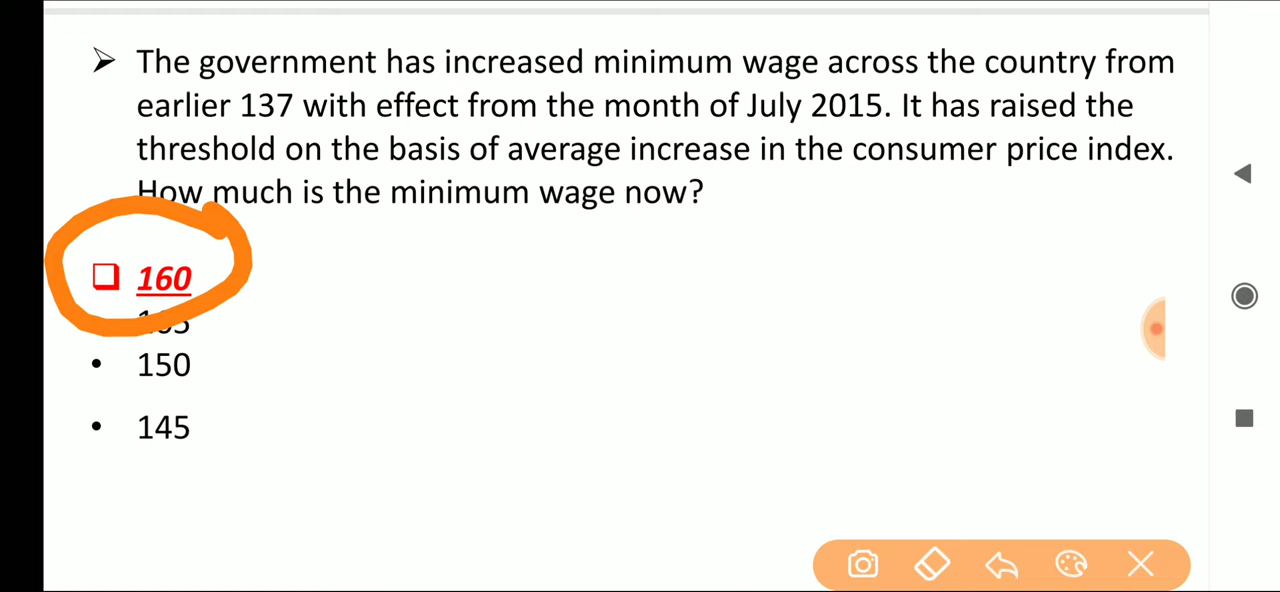 ➢ The government has increased minimum wage across the country from
earlier 137 with effect from the month of July 2015. It has raised the
threshold on the basis of average increase in the consumer price index.
How much is the minimum wage now?
❑ 160
• 150
• 145